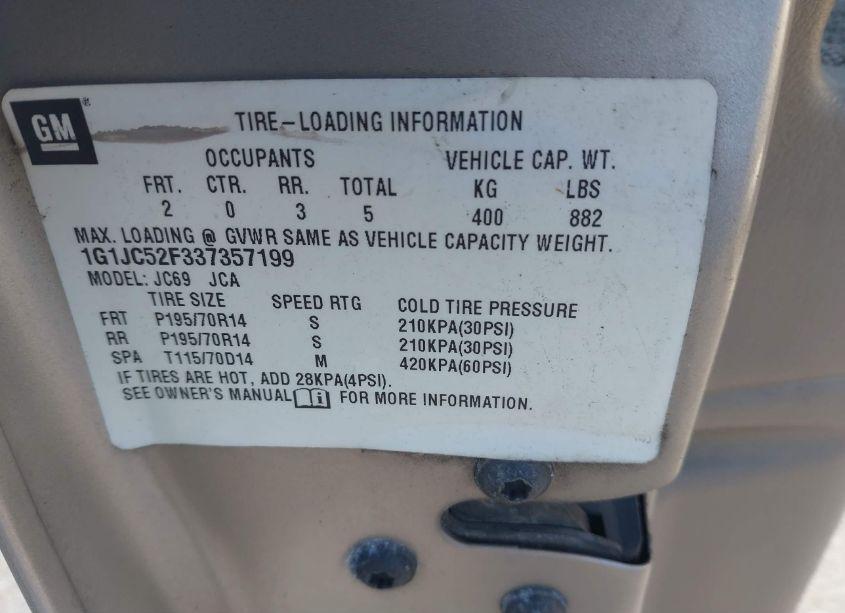 GM ® TIRE-LOADING INFORMATION
OCCUPANTS VEHICLE CAP. WT.
FRT. CTR. RR. TOTAL KG LBS
2 0 3 5 400 882
MAX. LOADING @ GVWR SAME AS VEHICLE CAPACITY WEIGHT.
1G1JC52F337357199
MODEL: JC69 JCA
TIRE SIZE SPEED RTG COLD TIRE PRESSURE
FRT P195/70R14 S 210KPA(30PSI)
RR P195/70R14 S 210KPA(30PSI)
SPA T115/70D14 M 420KPA(60PSI)
IF TIRES ARE HOT, ADD 28KPA(4PSI).
SEE OWNER'S MANUAL i FOR MORE INFORMATION.